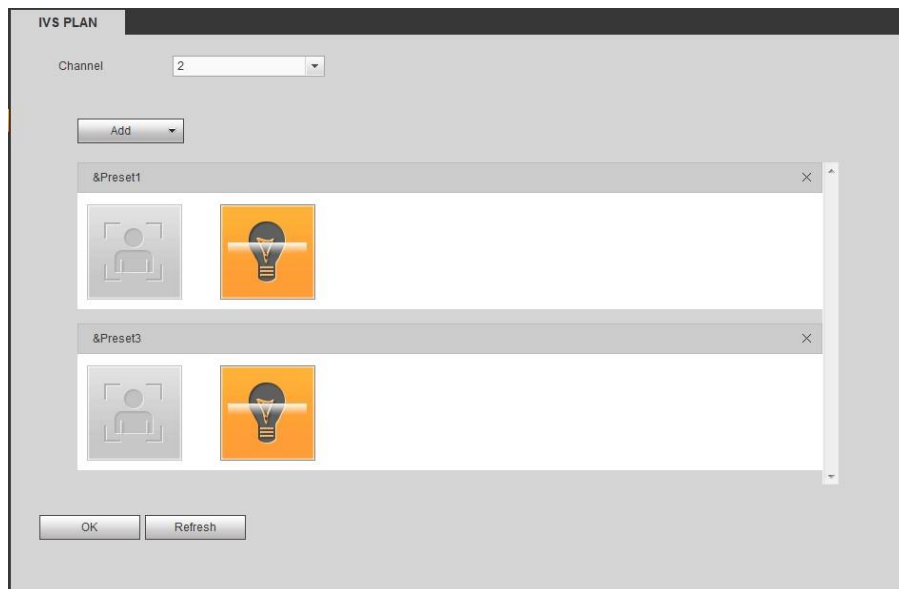 IVS PLAN
Channel 2
Add
&Preset1
&Preset3
OK Refresh